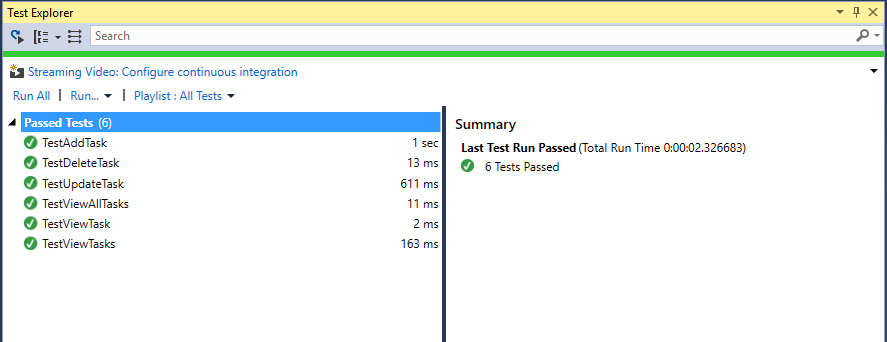 Test Explorer
Search
Streaming Video: Configure continuous integration
Run All | Run... | Playlist : All Tests
Passed Tests (6)
TestAddTask 1 sec
TestDeleteTask 13 ms
TestUpdateTask 611 ms
TestViewAllTasks 11 ms
TestViewTask 2 ms
TestViewTasks 163 ms
Summary
Last Test Run Passed (Total Run Time 0:00:02.326683)
6 Tests Passed